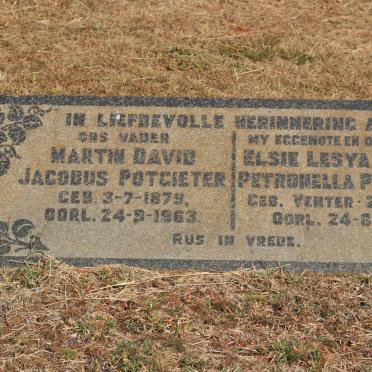 IN LIEFDEVOLLE HERINNERING A
ONS VADER
MARTIN DAVID
JACOBUS POTGIETER
GEB. 3-7-1879,
OORL. 24-9-1963.
MY EGGENOTE EN O
ELSIE LESYA
PETRONELLA P
GEB. VENTER - 2
OORL. 24-8
RUS IN VREDE.